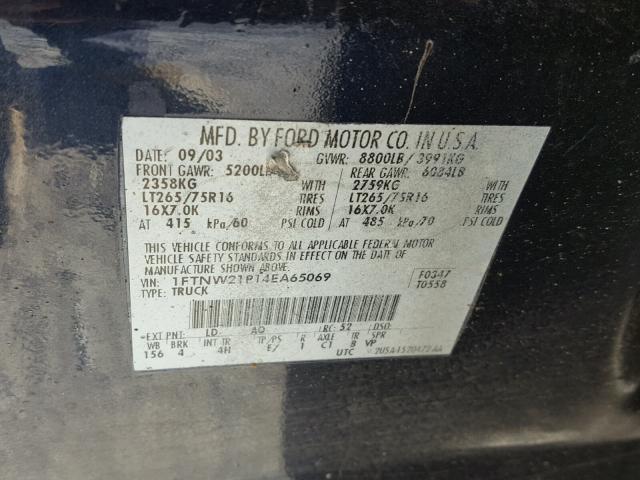 MFD. BY FORD MOTOR CO. IN U.S.A.
DATE: 09/03 GVWR: 8800LB/3991KG
FRONT GAWR: 5200LB REAR GAWR: 6084LB
2358KG WITH 2759KG WITH
LT265/75R16 TIRES LT265/75R16 TIRES
16X7.0K RIMS 16X7.0K RIMS
AT 415 kPa/60 PSI COLD AT 485 kPa/70 PSI COLD
THIS VEHICLE CONFORMS TO ALL APPLICABLE FEDERAL MOTOR
VEHICLE SAFETY STANDARDS IN EFFECT ON THE DATE OF
MANUFACTURE SHOWN ABOVE.
VIN: 1FTNW21P14EA65069 F0347
TYPE: TRUCK T0558
EXT PNT: LD AQ RC: 52 DSO:
WB BRK INT TR TP/PS R AXLE TR SPR
156 4 4H E/ 1 C1 B VP
UTC